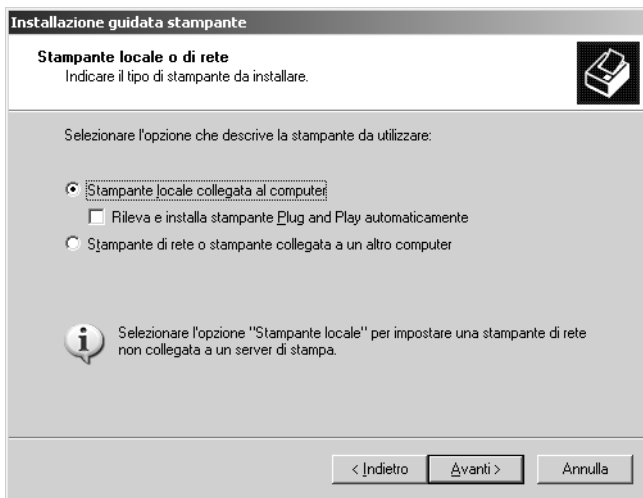 Installazione guidata stampante
Stampante locale o di rete
Indicare il tipo di stampante da installare.
Selezionare l'opzione che descrive la stampante da utilizzare:
Stampante locale collegata al computer
Rileva e installa stampante Plug and Play automaticamente
Stampante di rete o stampante collegata a un altro computer
Selezionare l'opzione "Stampante locale" per impostare una stampante di rete
non collegata a un server di stampa.
< Indietro Avanti > Annulla